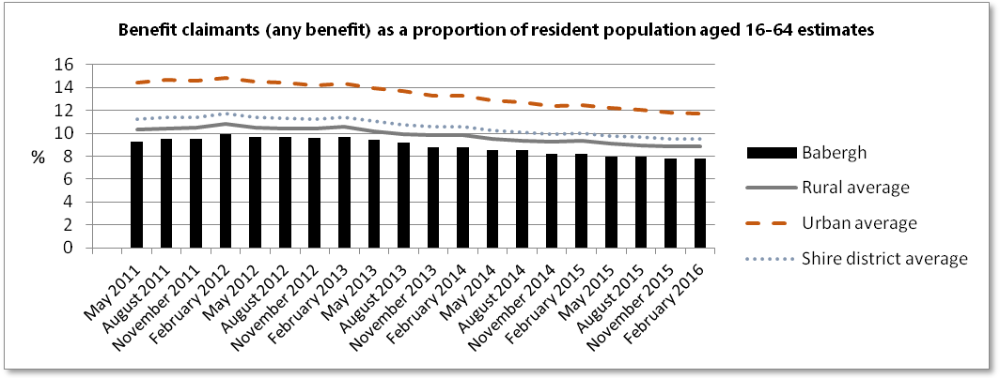 Benefit claimants (any benefit) as a proportion of resident population aged 16-64 estimates
16
14
12
10
8
6
4
2
0
%
May 2011
August 2011
November 2011
February 2012
May 2012
August 2012
November 2012
February 2013
May 2013
August 2013
November 2013
February 2014
May 2014
August 2014
November 2014
February 2015
May 2015
August 2015
November 2015
February 2016
Babergh
Rural average
Urban average
Shire district average